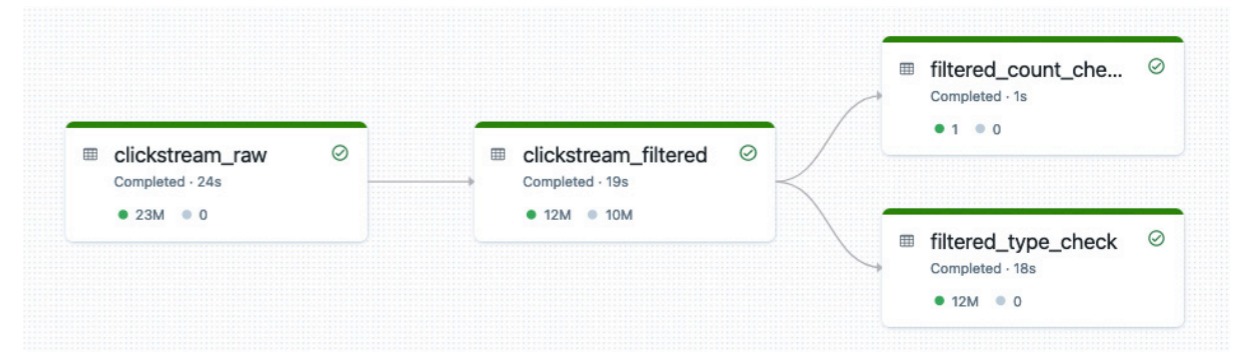 clickstream_raw
Completed · 24s
23M 0
clickstream_filtered
Completed · 19s
12M 10M
filtered_count_che...
Completed · 1s
1 0
filtered_type_check
Completed · 18s
12M 0